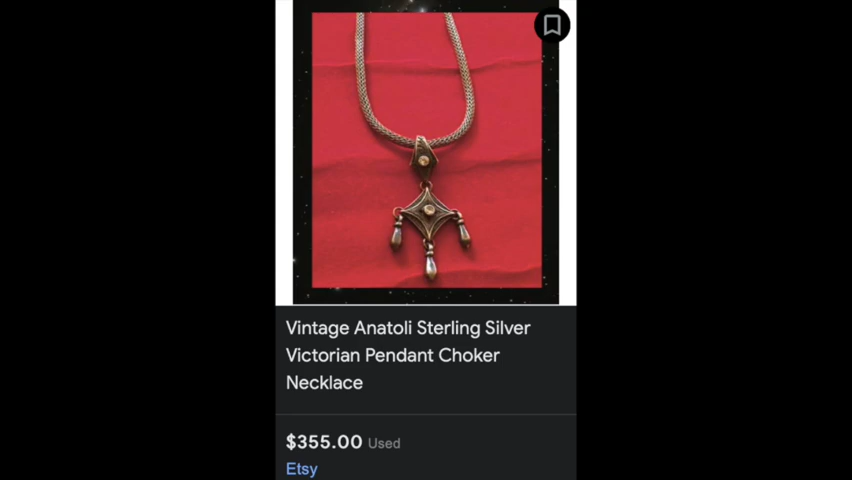 Vintage Anatoli Sterling Silver
Victorian Pendant Choker
Necklace
$355.00 Used
Etsy